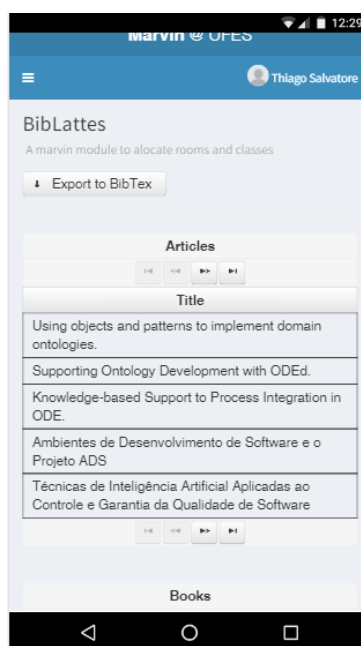 12:29
Marvin @ UFES
Thiago Salvatore
BibLattes
A marvin module to alocate rooms and classes
Export to BibTex
Articles
Title
Using objects and patterns to implement domain
ontologies.
Supporting Ontology Development with ODEd.
Knowledge-based Support to Process Integration in
ODE.
Ambientes de Desenvolvimento de Software e o
Projeto ADS
Técnicas de Inteligência Artificial Aplicadas ao
Controle e Garantia da Qualidade de Software
Books